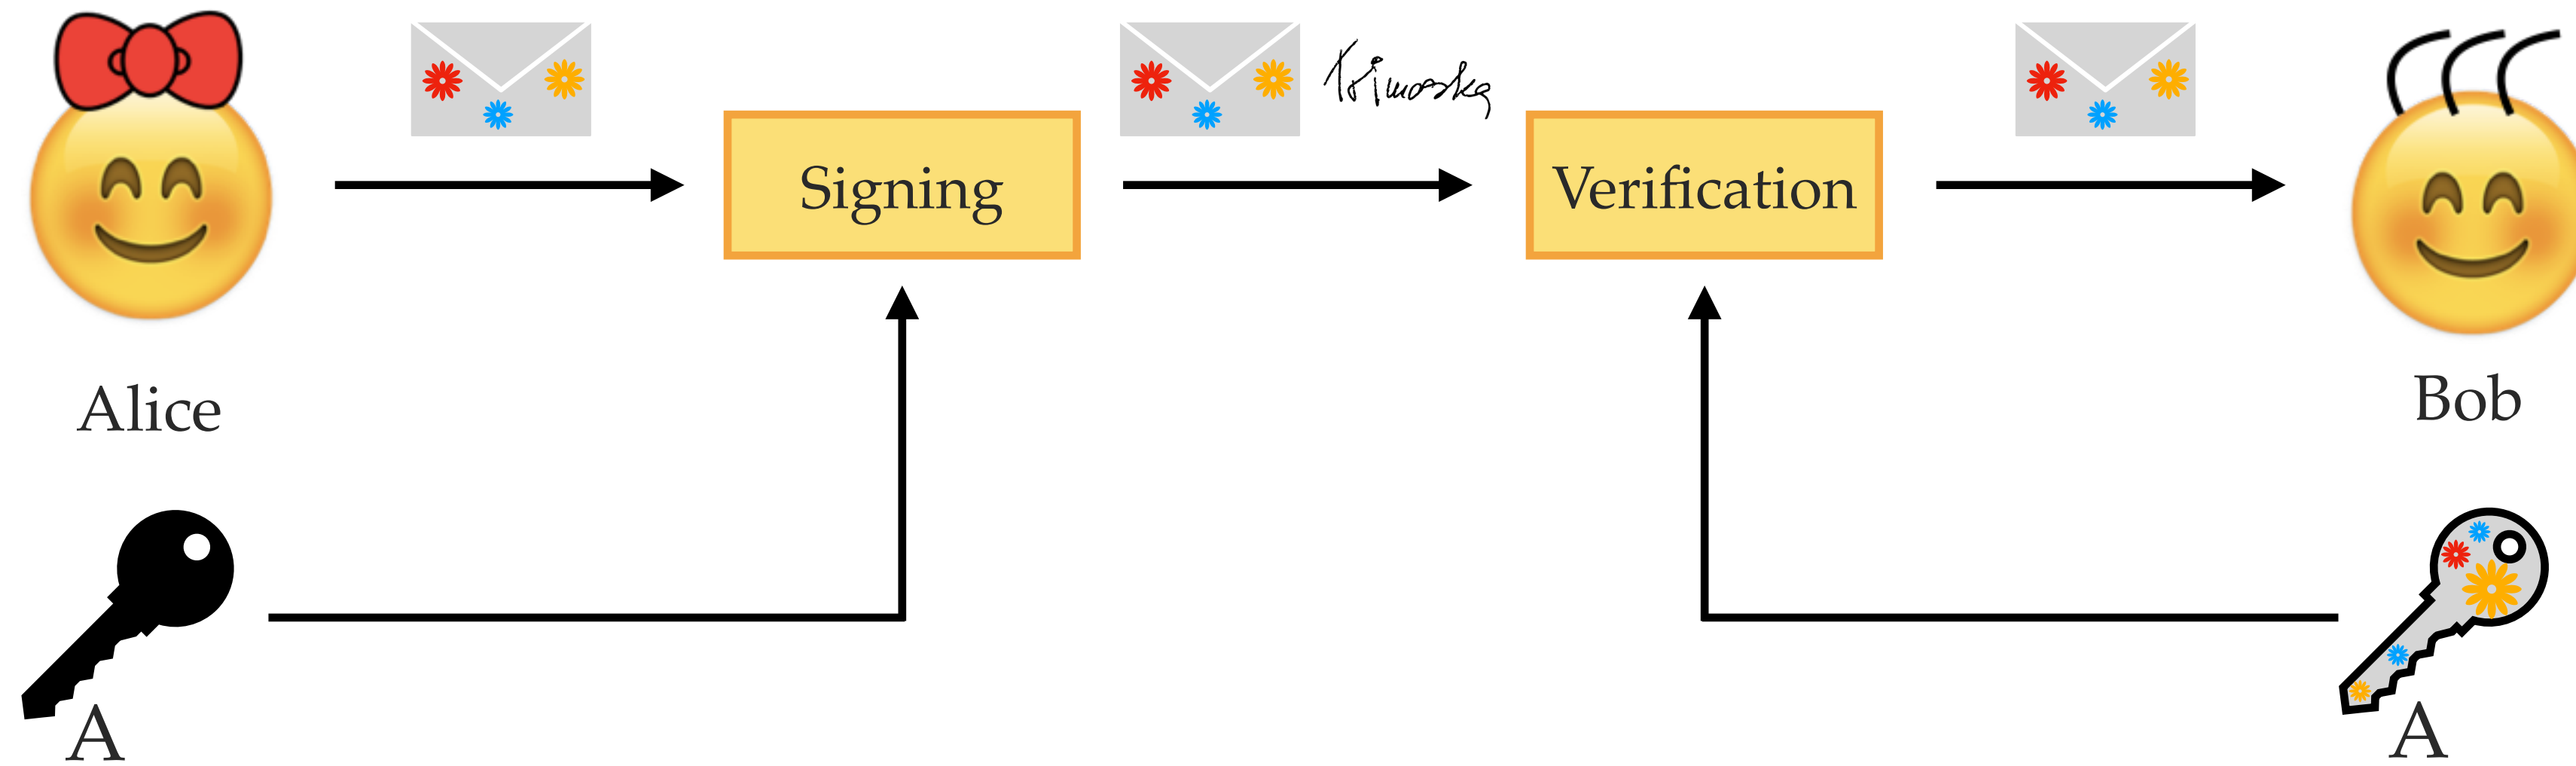 Signing
Verification
Alice
Bob
A
A